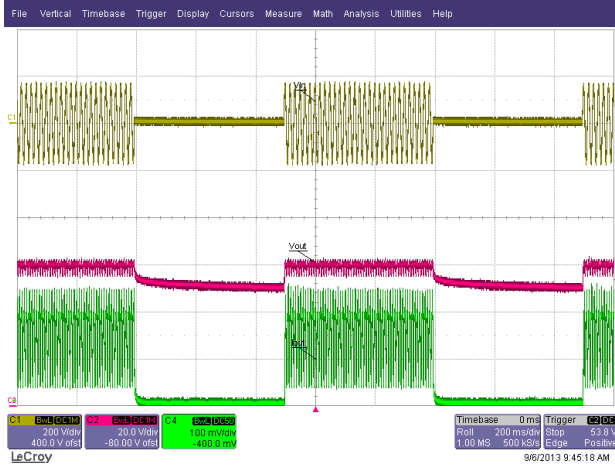 File Vertical Timebase Trigger Display Cursors Measure Math Analysis Utilities Help
Vin
C1
Vout
Iout
C1 BwL DC1M C2 BwL DC1M C4 BwL DC50 Timebase 0 ms Trigger C2 DC
200 V/div 20.0 V/div 100 mV/div Roll 200 ms/div Stop 53.8 V
400.0 V ofst -80.00 V ofst -400.0 mV 1.00 MS 500 kS/s Edge Positive
LeCroy 9/6/2013 9:45:18 AM